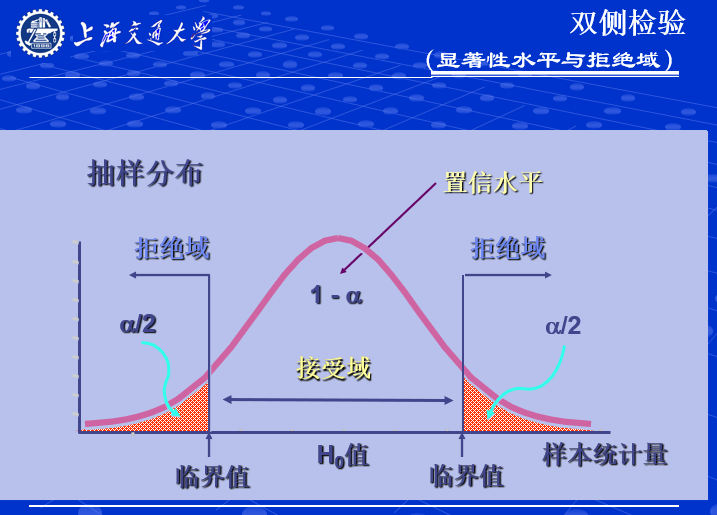 上海交通大学
双侧检验
(显著性水平与拒绝域)
抽样分布
置信水平
拒绝域
拒绝域
1 - α
α/2
α/2
接受域
H0值
样本统计量
临界值
临界值